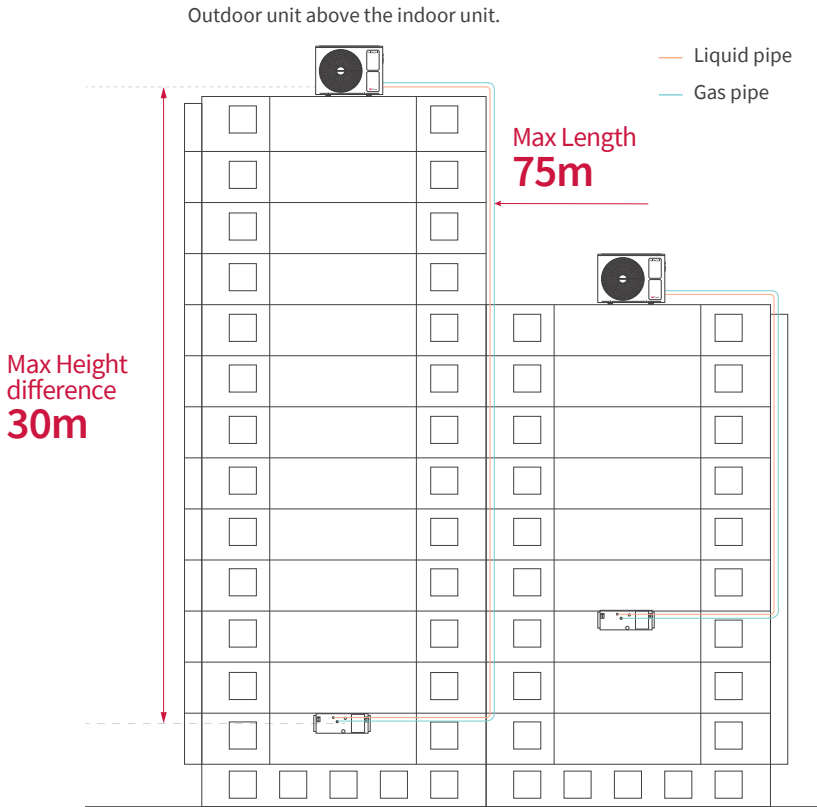 Outdoor unit above the indoor unit.
Liquid pipe
Gas pipe
Max Length
75m
Max Height
difference
30m